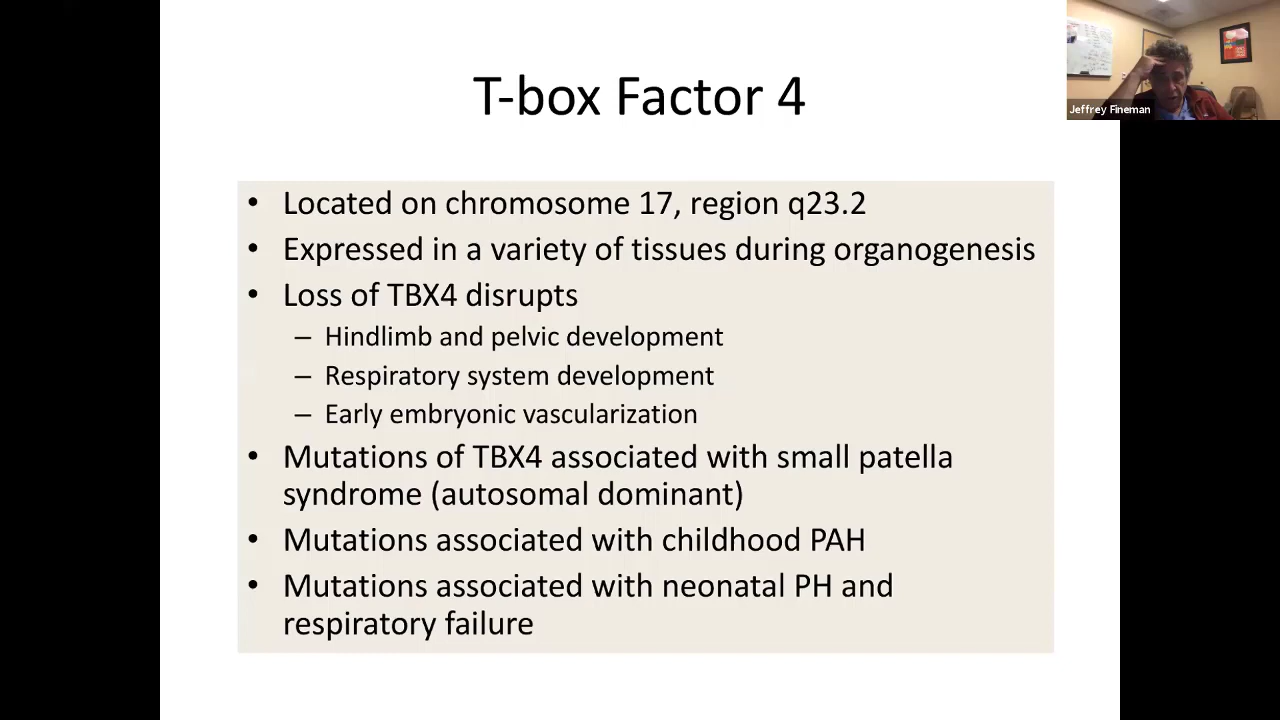 T-box Factor 4
Jeffrey Fineman
• Located on chromosome 17, region q23.2
• Expressed in a variety of tissues during organogenesis
• Loss of TBX4 disrupts
– Hindlimb and pelvic development
– Respiratory system development
– Early embryonic vascularization
• Mutations of TBX4 associated with small patella
syndrome (autosomal dominant)
• Mutations associated with childhood PAH
• Mutations associated with neonatal PH and
respiratory failure